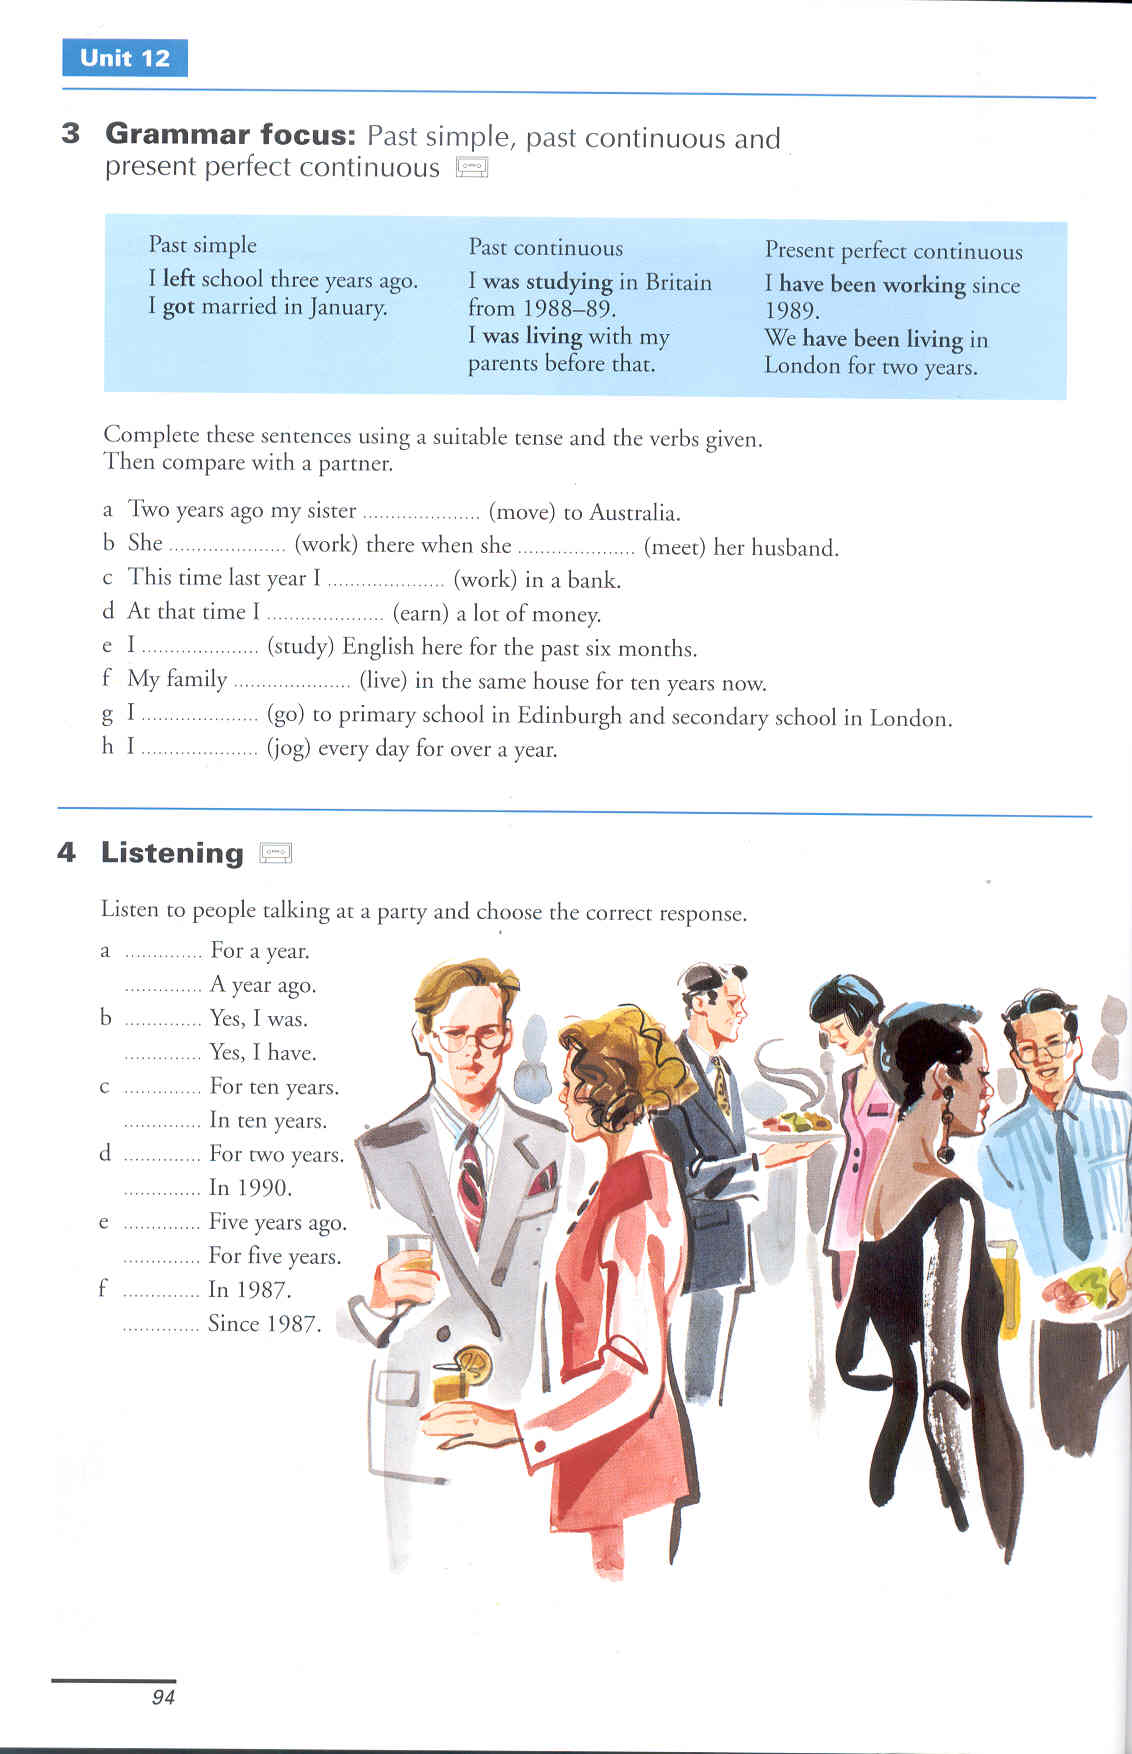 Unit 12
3 Grammar focus: Past simple, past continuous and
present perfect continuous
Past simple
I left school three years ago.
I got married in January.
Past continuous
I was studying in Britain
from 1988–89.
I was living with my
parents before that.
Present perfect continuous
I have been working since
1989.
We have been living in
London for two years.
Complete these sentences using a suitable tense and the verbs given.
Then compare with a partner.
a Two years ago my sister ..................... (move) to Australia.
b She ..................... (work) there when she ..................... (meet) her husband.
c This time last year I ..................... (work) in a bank.
d At that time I ..................... (earn) a lot of money.
e I ..................... (study) English here for the past six months.
f My family ..................... (live) in the same house for ten years now.
g I ..................... (go) to primary school in Edinburgh and secondary school in London.
h I ..................... (jog) every day for over a year.
4 Listening
Listen to people talking at a party and choose the correct response.
a .............. For a year.
.............. A year ago.
b .............. Yes, I was.
.............. Yes, I have.
c .............. For ten years.
.............. In ten years.
d .............. For two years.
.............. In 1990.
e .............. Five years ago.
.............. For five years.
f .............. In 1987.
.............. Since 1987.
94